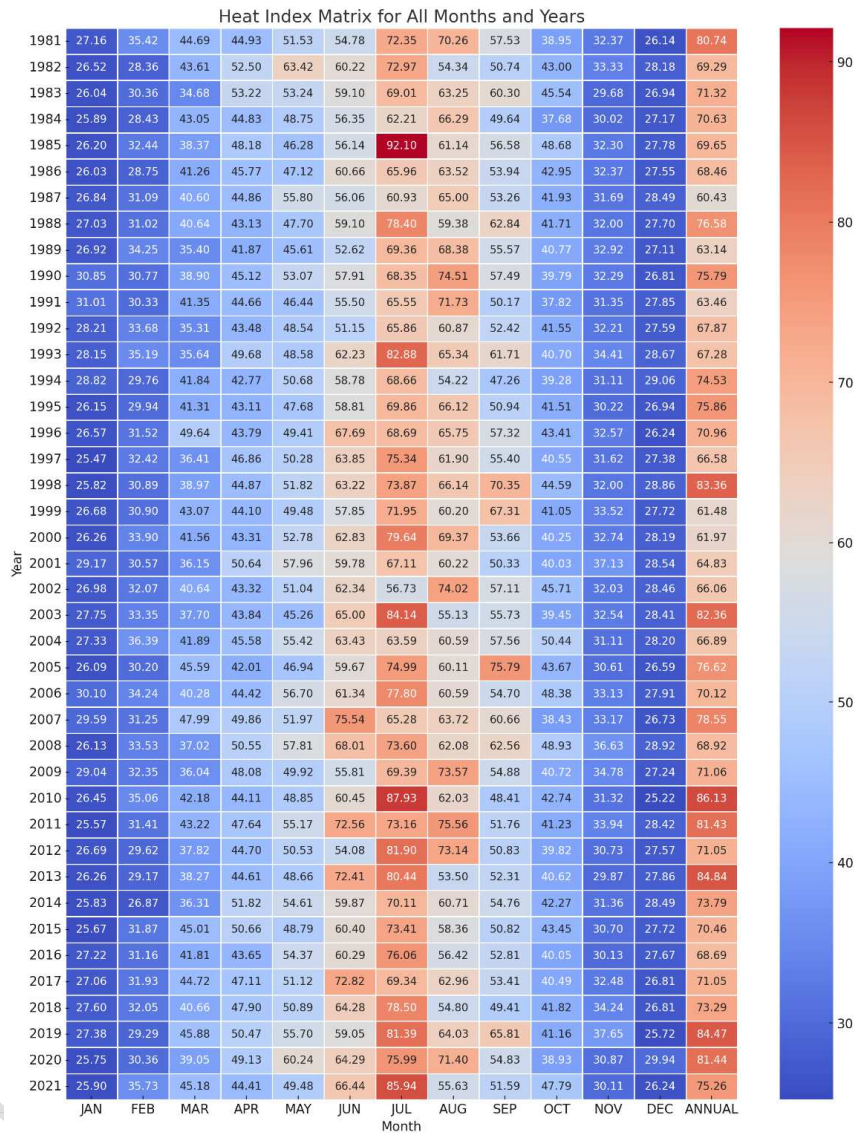 Heat Index Matrix for All Months and Years
1981 27.16 35.42 44.69 44.93 51.53 54.78 72.35 70.26 57.53 38.95 32.37 26.14 80.74
1982 26.52 28.36 43.61 52.50 63.42 60.22 72.97 54.34 50.74 43.00 33.33 28.18 69.29
1983 26.04 30.36 34.68 53.22 53.24 59.10 69.01 63.25 60.30 45.54 29.68 26.94 71.32
1984 25.89 28.43 43.05 44.83 48.75 56.35 62.21 66.29 49.64 37.68 30.02 27.17 70.63
1985 26.20 32.44 38.37 48.18 46.28 56.14 92.10 61.14 56.58 48.68 32.30 27.78 69.65
1986 26.03 28.75 41.26 45.77 47.12 60.66 65.96 63.52 53.94 42.95 32.37 27.55 68.46
1987 26.84 31.09 40.60 44.86 55.80 56.06 60.93 65.00 53.26 41.93 31.69 28.49 60.43
1988 27.03 31.02 40.64 43.13 47.70 59.10 78.40 59.38 62.84 41.71 32.00 27.70 76.58
1989 26.92 34.25 35.40 41.87 45.61 52.62 69.36 68.38 55.57 40.77 32.92 27.11 63.14
1990 30.85 30.77 38.90 45.12 53.07 57.91 68.35 74.51 57.49 39.79 32.29 26.81 75.79
1991 31.01 30.33 41.35 44.66 46.44 55.50 65.55 71.73 50.17 37.82 31.35 27.85 63.46
1992 28.21 33.68 35.31 43.48 48.54 51.15 65.86 60.87 52.42 41.55 32.21 27.59 67.87
1993 28.15 35.19 35.64 49.68 48.58 62.23 82.88 65.34 61.71 40.70 34.41 28.67 67.28
1994 28.82 29.76 41.84 42.77 50.68 58.78 68.66 54.22 47.26 39.28 31.11 29.06 74.53
1995 26.15 29.94 41.31 43.11 47.68 58.81 69.86 66.12 50.94 41.51 30.22 26.94 75.86
1996 26.57 31.52 49.64 43.79 49.41 67.69 68.69 65.75 57.32 43.41 32.57 26.24 70.96
1997 25.47 32.42 36.41 46.86 50.28 63.85 75.34 61.90 55.40 40.55 31.62 27.38 66.58
1998 25.82 30.89 38.97 44.87 51.82 63.22 73.87 66.14 70.35 44.59 32.00 28.86 83.36
1999 26.68 30.90 43.07 44.10 49.48 57.85 71.95 66.14 67.31 41.05 33.52 27.72 61.48
2000 26.26 33.90 41.56 43.31 52.78 62.83 79.64 69.37 53.66 40.25 32.74 28.19 61.97
2001 29.17 30.57 36.15 50.64 57.96 59.78 67.11 60.22 50.33 40.03 37.13 28.54 64.83
2002 26.98 32.07 40.64 43.32 51.04 62.34 56.73 74.02 57.11 45.71 32.03 28.46 66.06
2003 27.75 33.35 37.70 43.84 45.26 65.00 84.14 55.13 55.73 39.45 32.54 28.41 82.36
2004 27.33 36.39 41.89 45.58 55.42 63.43 63.59 60.59 57.56 50.44 31.11 28.20 66.89
2005 26.09 30.20 45.59 42.01 46.94 59.67 74.99 60.11 75.79 43.67 30.61 26.59 76.62
2006 30.10 34.24 40.28 44.42 56.70 61.34 77.80 60.59 54.70 48.38 33.13 27.91 70.12
2007 29.59 31.25 47.99 49.86 51.97 75.54 65.28 63.72 60.66 38.43 33.17 26.73 78.55
2008 26.13 33.53 37.02 50.55 57.81 68.01 73.60 62.08 62.56 48.93 36.63 28.92 68.92
2009 29.04 32.35 36.04 48.08 49.92 55.81 69.39 73.57 54.88 40.72 34.78 27.24 71.06
2010 26.45 35.06 42.18 44.11 48.85 60.45 87.93 62.03 48.41 42.74 31.32 25.22 86.13
2011 25.57 31.41 43.22 47.64 55.17 72.56 73.16 75.56 51.76 41.23 33.94 28.42 81.43
2012 26.69 29.62 37.82 44.70 50.53 54.08 81.90 73.14 50.83 39.82 30.73 27.57 71.05
2013 26.26 29.17 38.27 44.61 48.66 72.41 80.44 53.50 52.31 40.62 29.87 27.86 84.84
2014 25.83 26.87 36.31 51.82 54.61 59.87 70.11 60.71 54.76 42.27 31.36 28.49 73.79
2015 25.67 31.87 45.01 50.66 48.79 60.40 73.41 58.36 50.82 43.45 30.70 27.72 70.46
2016 27.22 31.16 41.81 43.65 54.37 60.29 76.06 56.42 52.81 40.05 30.13 27.67 68.69
2017 27.06 31.93 44.72 47.11 51.12 72.82 69.34 62.96 53.41 40.49 32.48 26.81 71.05
2018 27.60 32.05 40.66 47.90 50.89 64.28 78.50 54.80 49.41 41.82 34.24 26.81 73.29
2019 27.38 29.29 45.88 50.47 55.70 59.05 81.39 64.03 65.81 41.16 37.65 25.72 84.47
2020 25.75 30.36 39.05 49.13 60.24 64.29 75.99 71.40 54.83 38.93 30.87 29.94 81.44
2021 25.90 35.73 45.18 44.41 49.48 66.44 85.94 55.63 51.59 47.79 30.11 26.24 75.26
JAN FEB MAR APR MAY JUN JUL AUG SEP OCT NOV DEC ANNUAL
Month
Year
90
80
70
60
50
40
30